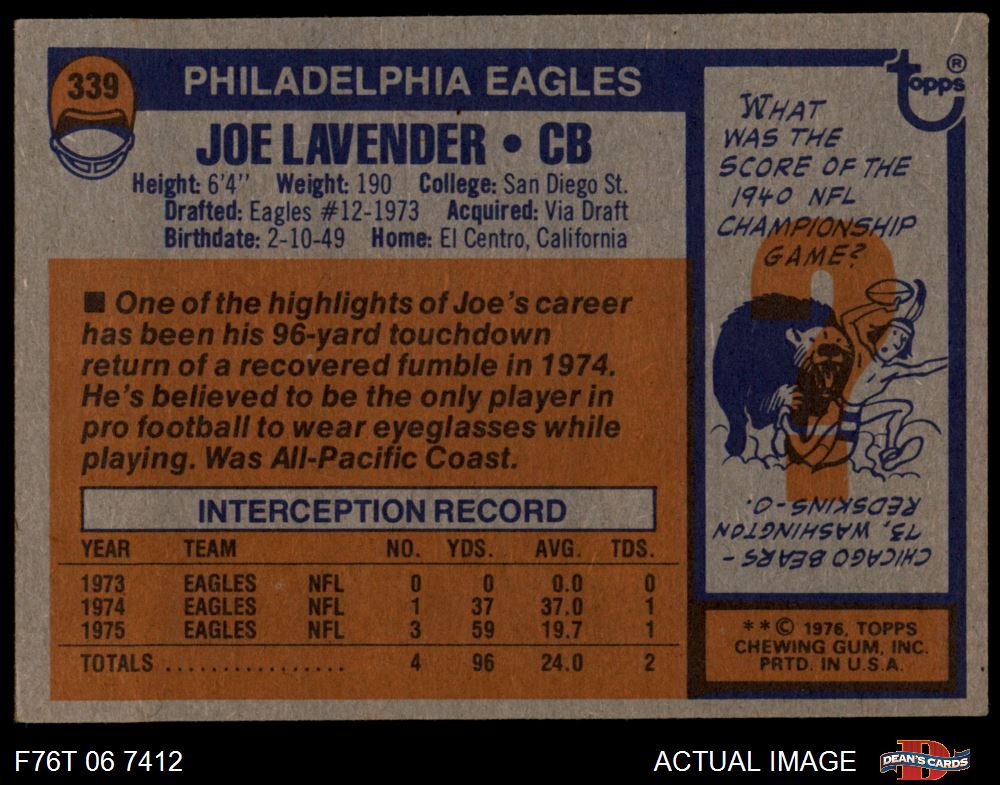 339
PHILADELPHIA EAGLES
JOE LAVENDER • CB
Height: 6'4" Weight: 190 College: San Diego St.
Drafted: Eagles #12-1973 Acquired: Via Draft
Birthdate: 2-10-49 Home: El Centro, California
■ One of the highlights of Joe's career
has been his 96-yard touchdown
return of a recovered fumble in 1974.
He's believed to be the only player in
pro football to wear eyeglasses while
playing. Was All-Pacific Coast.
INTERCEPTION RECORD
YEAR TEAM NO. YDS. AVG. TDS.
1973 EAGLES NFL 0 0 0.0 0
1974 EAGLES NFL 1 37 37.0 1
1975 EAGLES NFL 3 59 19.7 1
TOTALS ................ 4 96 24.0 2
topps®
WHAT
WAS THE
SCORE OF THE
1940 NFL
CHAMPIONSHIP
GAME?
?
CHICAGO BEARS-
73, WASHINGTON
REDSKINS-0.
**© 1976, TOPPS
CHEWING GUM, INC.
PRTD. IN U.S.A.
F76T 06 7412
ACTUAL IMAGE
D
DEAN'S CARDS